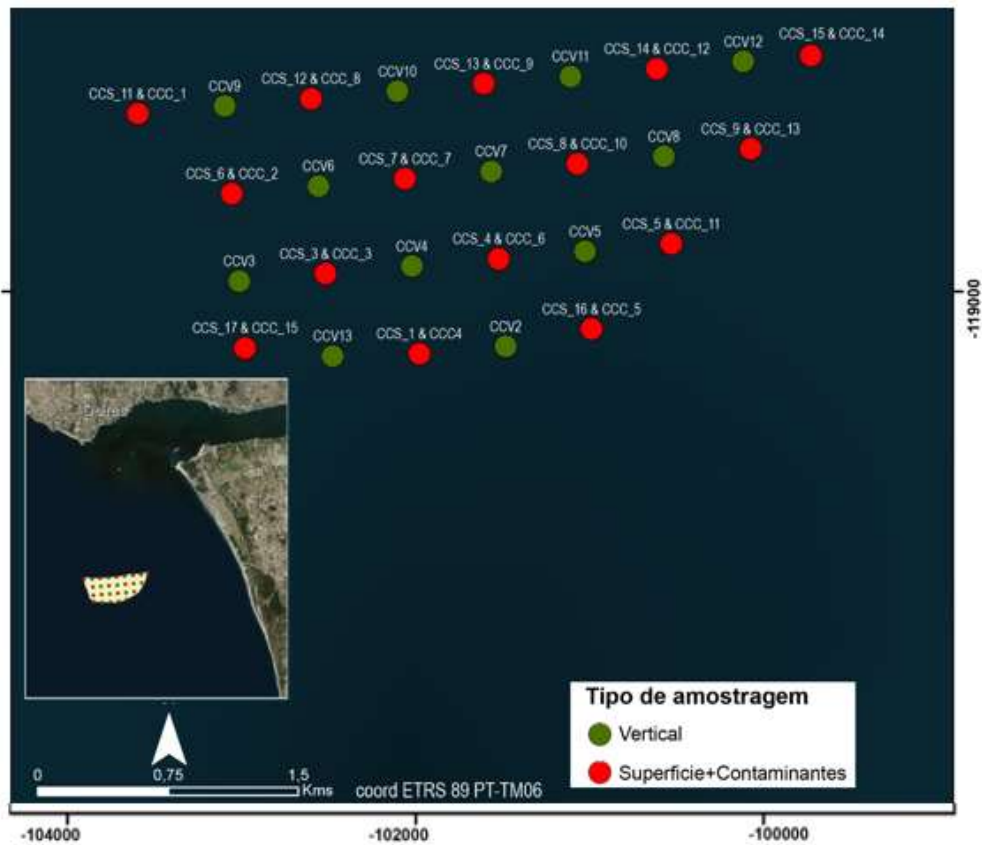 CCS_15 & CCC_14
CCV12
CCS_14 & CCC_12
CCV11
CCS_13 & CCC_9
CCV10
CCS_12 & CCC_8
CCV9
CCS_11 & CCC_1
CCS_9 & CCC_13
CCV8
CCS_8 & CCC_10
CCV7
CCS_7 & CCC_7
CCV6
CCS_6 & CCC_2
CCS_5 & CCC_11
CCV5
CCS_4 & CCC_6
CCV4
CCS_3 & CCC_3
CCV3
-119000
CCS_16 & CCC_5
CCV2
CCS_1 & CCC4
CCV13
CCS_17 & CCC_15
Tipo de amostragem
Vertical
Superficie+Contaminantes
0 0,75 1,5
Kms
coord ETRS 89 PT-TM06
-104000 -102000 -100000